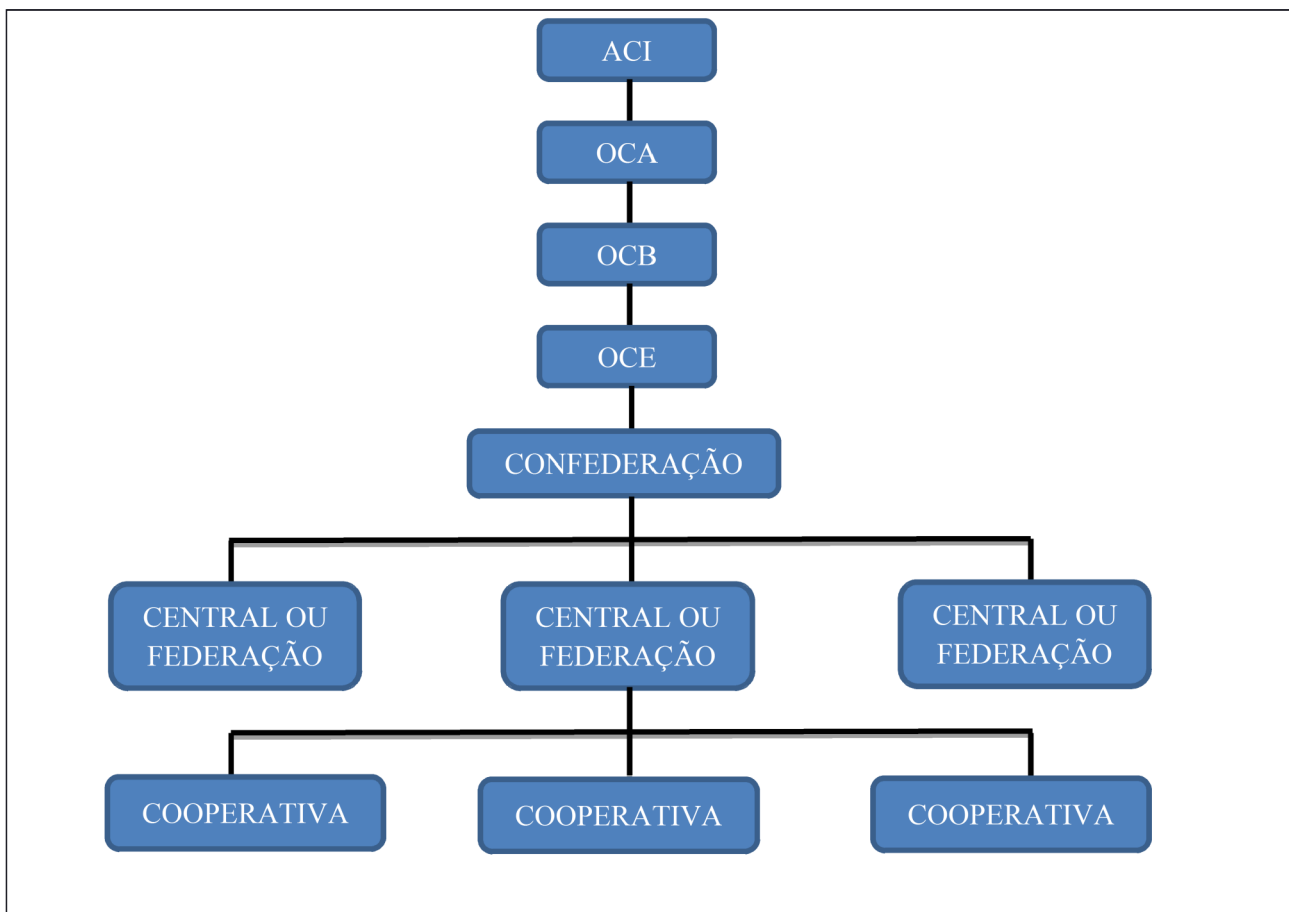 ACI
OCA
OCB
OCE
CONFEDERAÇÃO
CENTRAL OU
FEDERAÇÃO
CENTRAL OU
FEDERAÇÃO
CENTRAL OU
FEDERAÇÃO
COOPERATIVA
COOPERATIVA
COOPERATIVA